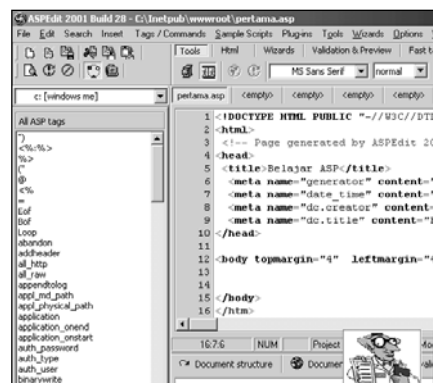 ASPEdit 2001 Build 28 - C:\Inetpub\wwwroot\pertama.asp
File Edit Search Insert Tags / Commands Sample Scripts Plug-ins Tools Wizards Options
Tools Html Wizards Validation & Preview Fast t
MS Sans Serif normal
c: [windows me]
pertama.asp <empty> <empty> <empty> <empty>
All ASP tags
")
<%:%>
%>
("
@
<%
=
Eof
Bof
Loop
abandon
addheader
all_http
all_raw
appendtolog
appl_md_path
appl_physical_path
application
application_onend
application_onstart
auth_password
auth_type
auth_user
binarywrite
1 <!DOCTYPE HTML PUBLIC "-//W3C//DTD
2 <html>
3 <!-- Page generated by ASPEdit 20
4 <head>
5 <title>Belajar ASP</title>
6 <meta name="generator" content="
7 <meta name="date_time" content="
8 <meta name="dc.creator" content="
9 <meta name="dc.title" content="
10 </head>
11
12 <body topmargin="4" leftmargin="4
13
14
15 </body>
16 </htm>
16:7:6 NUM Project
Document structure Documen